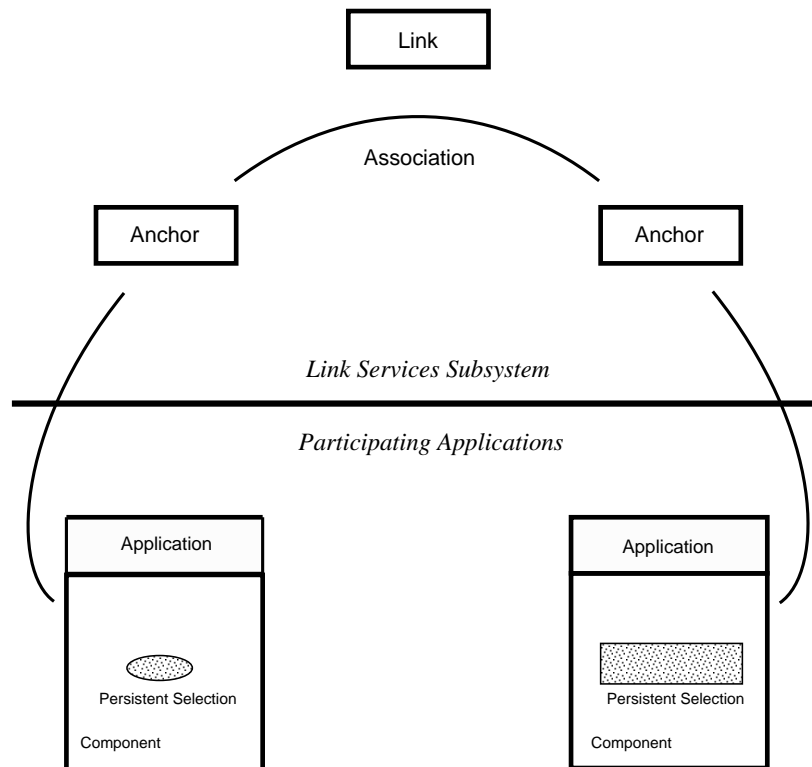 Link
Association
Anchor
Anchor
Link Services Subsystem
Participating Applications
Application
Application
Persistent Selection
Persistent Selection
Component
Component